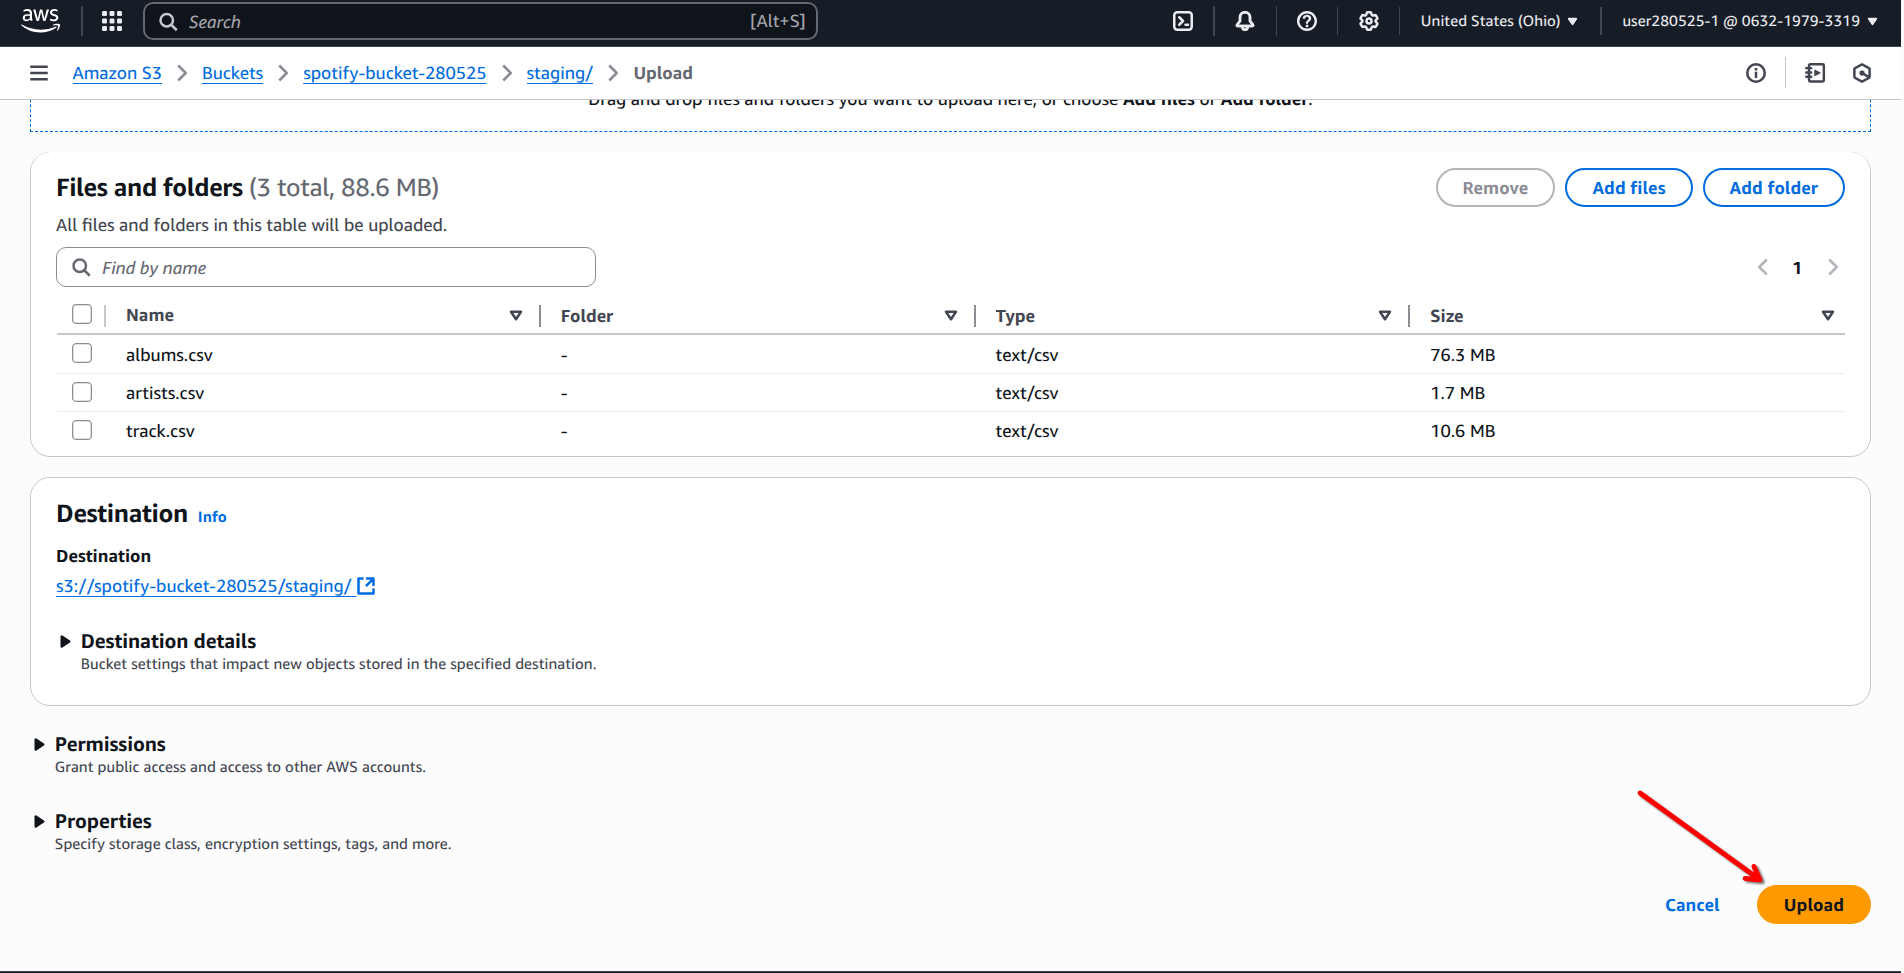 aws
Search [Alt+S] United States (Ohio) user280525-1 @ 0632-1979-3319
Amazon S3 Buckets spotify-bucket-280525 staging/ Upload
Drag and drop files and folders you want to upload here, or choose Add files or Add folder.
Files and folders (3 total, 88.6 MB) Remove Add files Add folder
All files and folders in this table will be uploaded.
Find by name 1
Name Folder Type Size
albums.csv - text/csv 76.3 MB
artists.csv - text/csv 1.7 MB
track.csv - text/csv 10.6 MB
Destination Info
Destination
s3://spotify-bucket-280525/staging/
Destination details
Bucket settings that impact new objects stored in the specified destination.
Permissions
Grant public access and access to other AWS accounts.
Properties
Specify storage class, encryption settings, tags, and more.
Cancel Upload